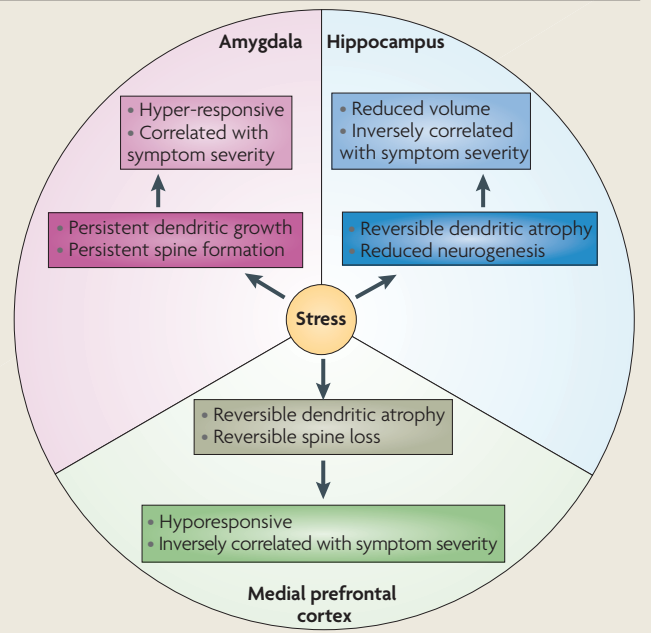 Amygdala
Hippocampus
• Hyper-responsive
• Correlated with
symptom severity
• Reduced volume
• Inversely correlated
with symptom severity
• Persistent dendritic growth
• Persistent spine formation
• Reversible dendritic atrophy
• Reduced neurogenesis
Stress
• Reversible dendritic atrophy
• Reversible spine loss
• Hyporesponsive
• Inversely correlated with symptom severity
Medial prefrontal
cortex